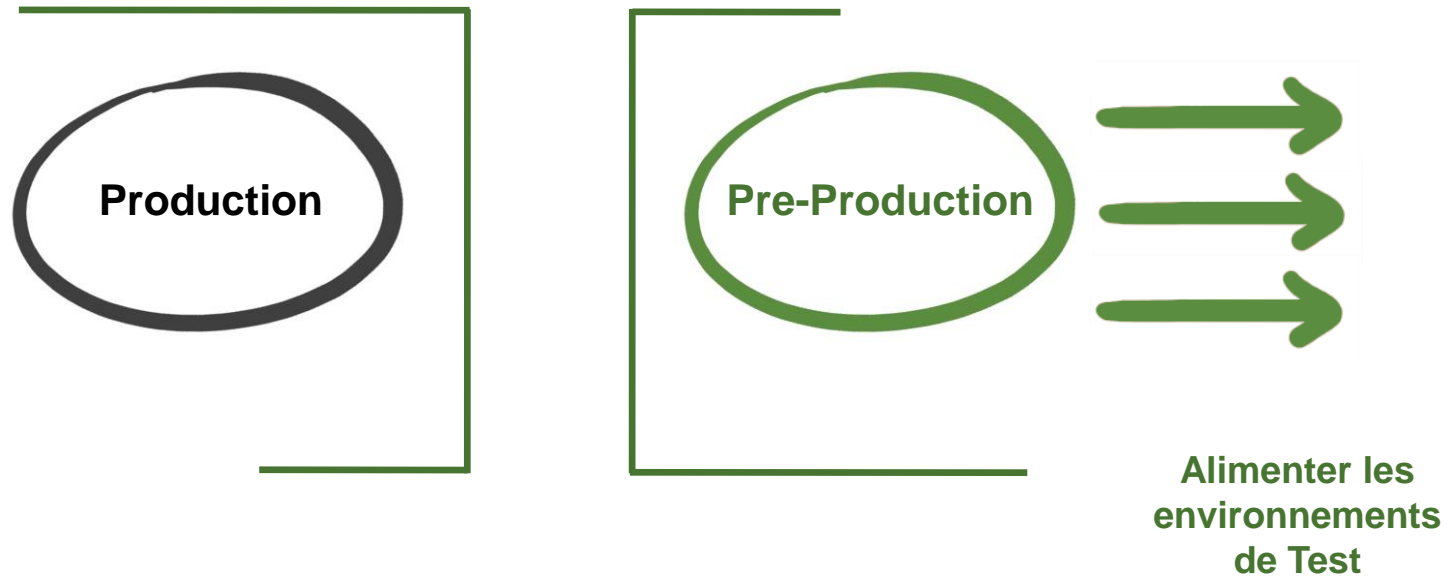 Production
Pre-Production
Alimenter les
environnements
de Test